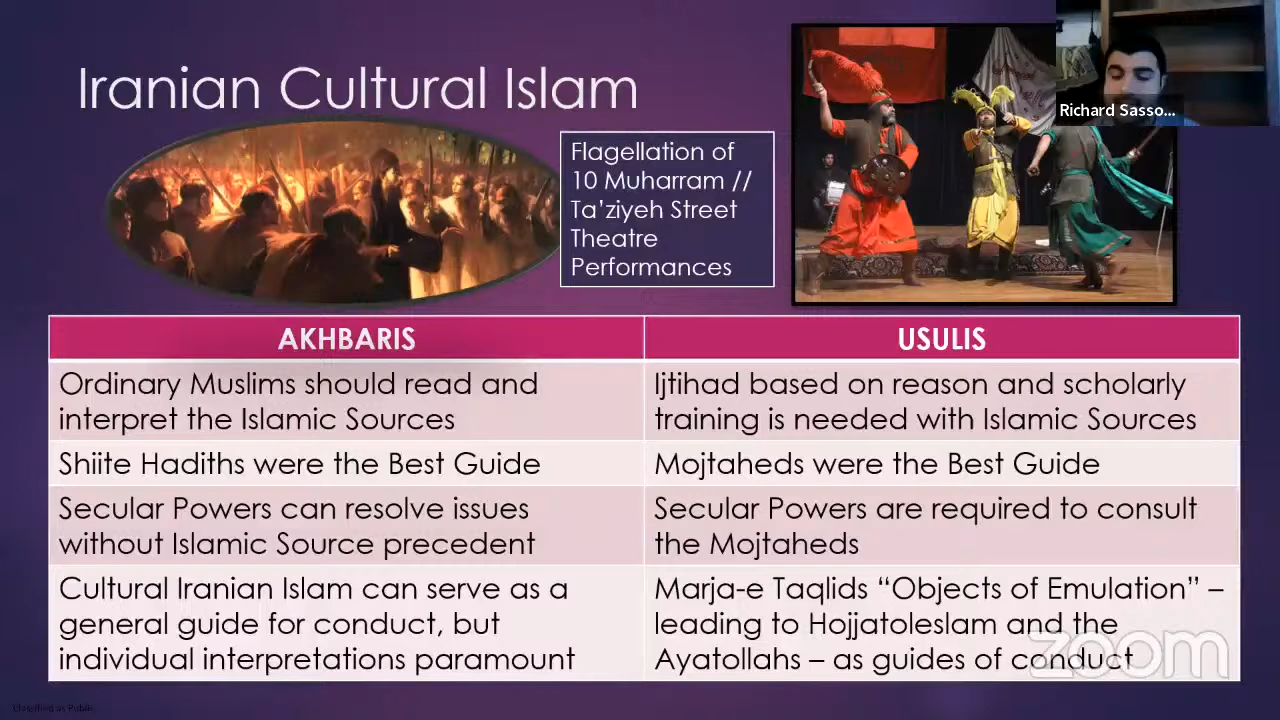 Iranian Cultural Islam
Richard Sasso...
Flagellation of
10 Muharram //
Ta’ziyeh Street
Theatre
Performances
AKHBARIS
USULIS
Ordinary Muslims should read and
interpret the Islamic Sources
Ijtihad based on reason and scholarly
training is needed with Islamic Sources
Shiite Hadiths were the Best Guide
Mojtaheds were the Best Guide
Secular Powers can resolve issues
without Islamic Source precedent
Secular Powers are required to consult
the Mojtaheds
Cultural Iranian Islam can serve as a
general guide for conduct, but
individual interpretations paramount
Marja-e Taqlids “Objects of Emulation” –
leading to Hojjatoleslam and the
Ayatollahs – as guides of conduct
zoom
Classified as Public